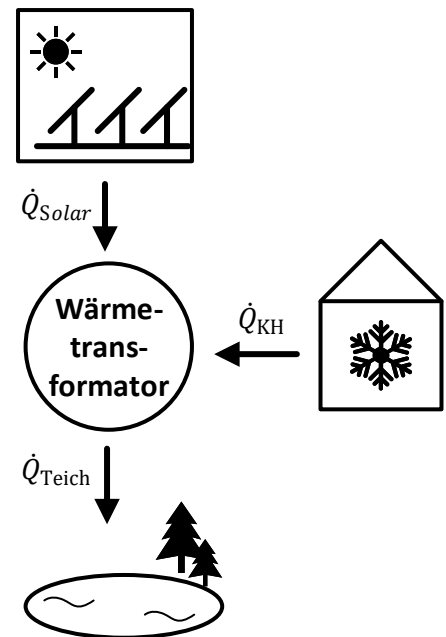 Q̇Solar
Wärme-
trans-
formator
Q̇KH
Q̇Teich